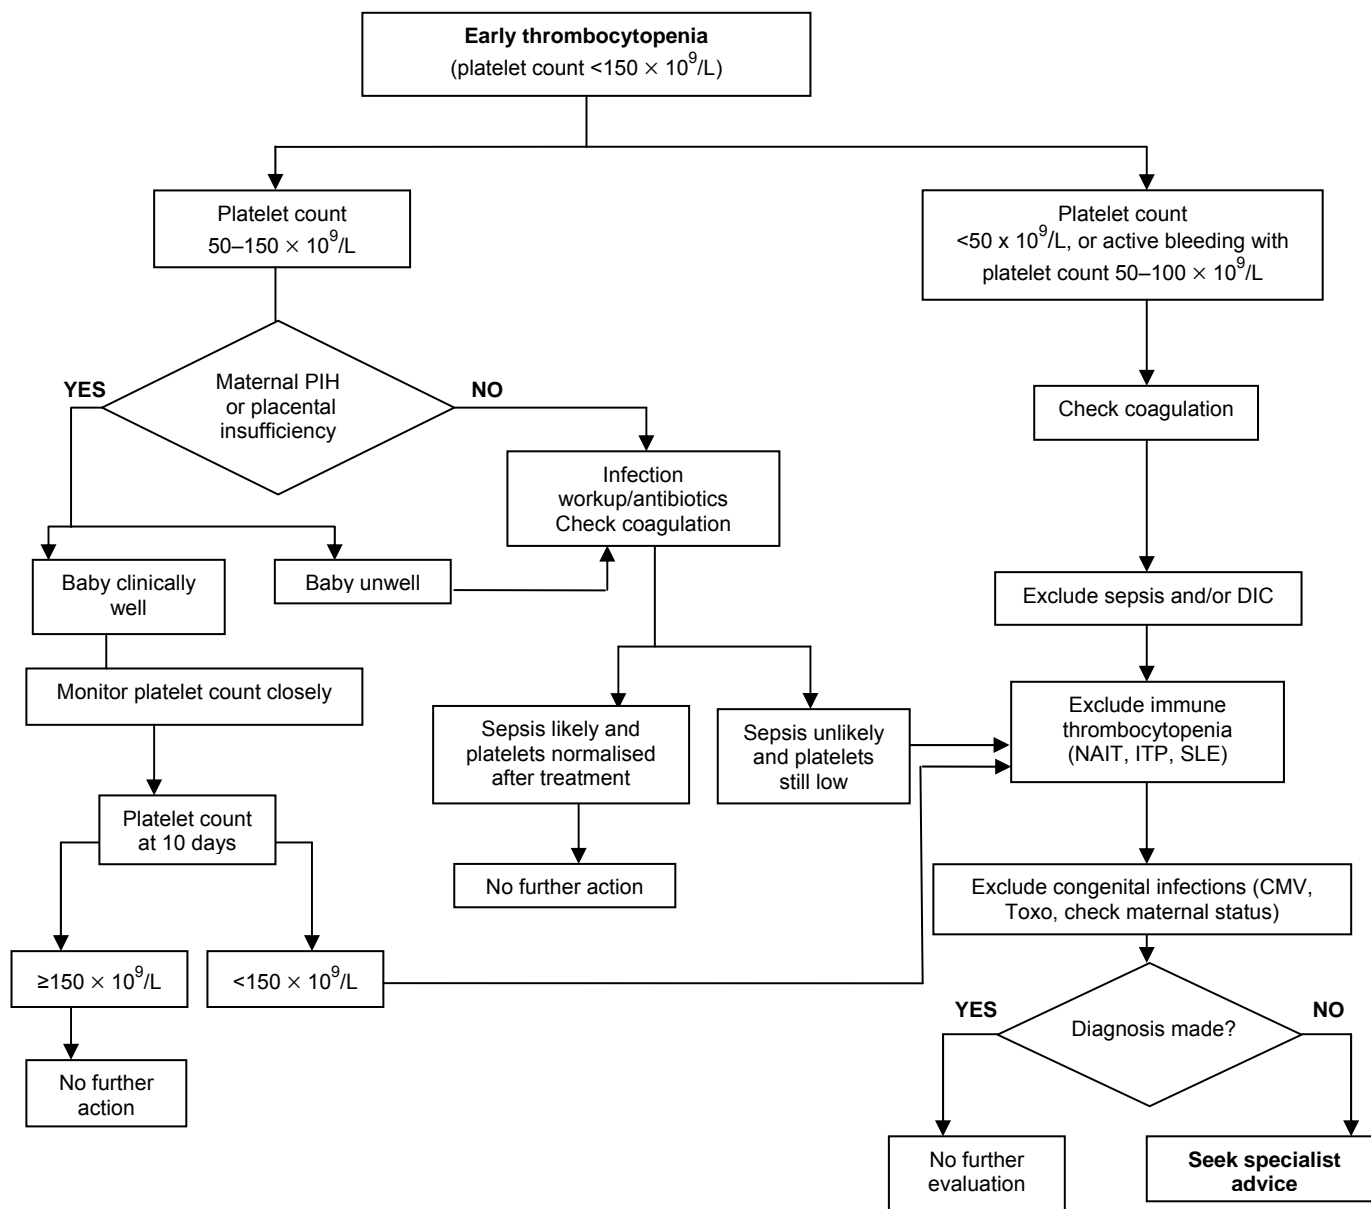 Early thrombocytopenia
(platelet count <150 × 10⁹/L)
Platelet count
50–150 × 10⁹/L
Platelet count
<50 x 10⁹/L, or active bleeding with
platelet count 50–100 × 10⁹/L
YES
Maternal PIH
or placental
insufficiency
NO
Check coagulation
Infection
workup/antibiotics
Check coagulation
Baby clinically
well
Baby unwell
Exclude sepsis and/or DIC
Monitor platelet count closely
Sepsis likely and
platelets normalised
after treatment
Sepsis unlikely
and platelets
still low
Exclude immune
thrombocytopenia
(NAIT, ITP, SLE)
Platelet count
at 10 days
No further action
Exclude congenital infections (CMV,
Toxo, check maternal status)
≥150 × 10⁹/L
<150 × 10⁹/L
YES
Diagnosis made?
NO
No further
action
No further
evaluation
Seek specialist
advice